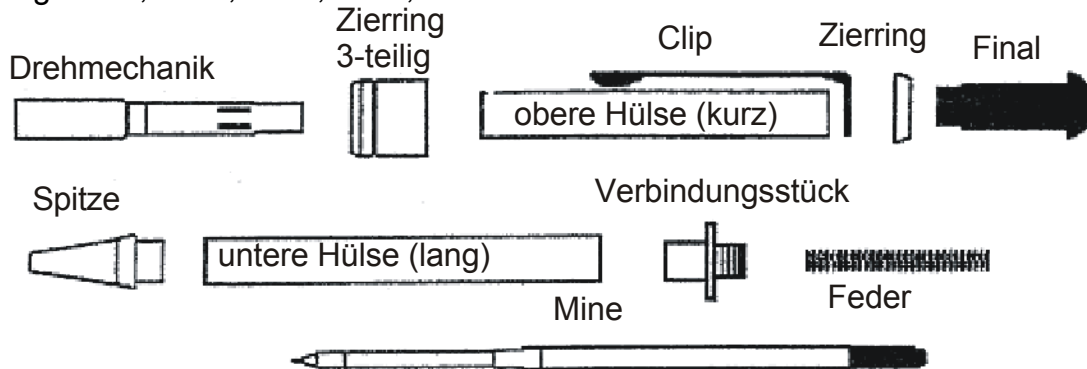 Zierring
3-teilig
Clip
Zierring
Final
Drehmechanik
obere Hülse (kurz)
Spitze
Verbindungsstück
untere Hülse (lang)
Feder
Mine